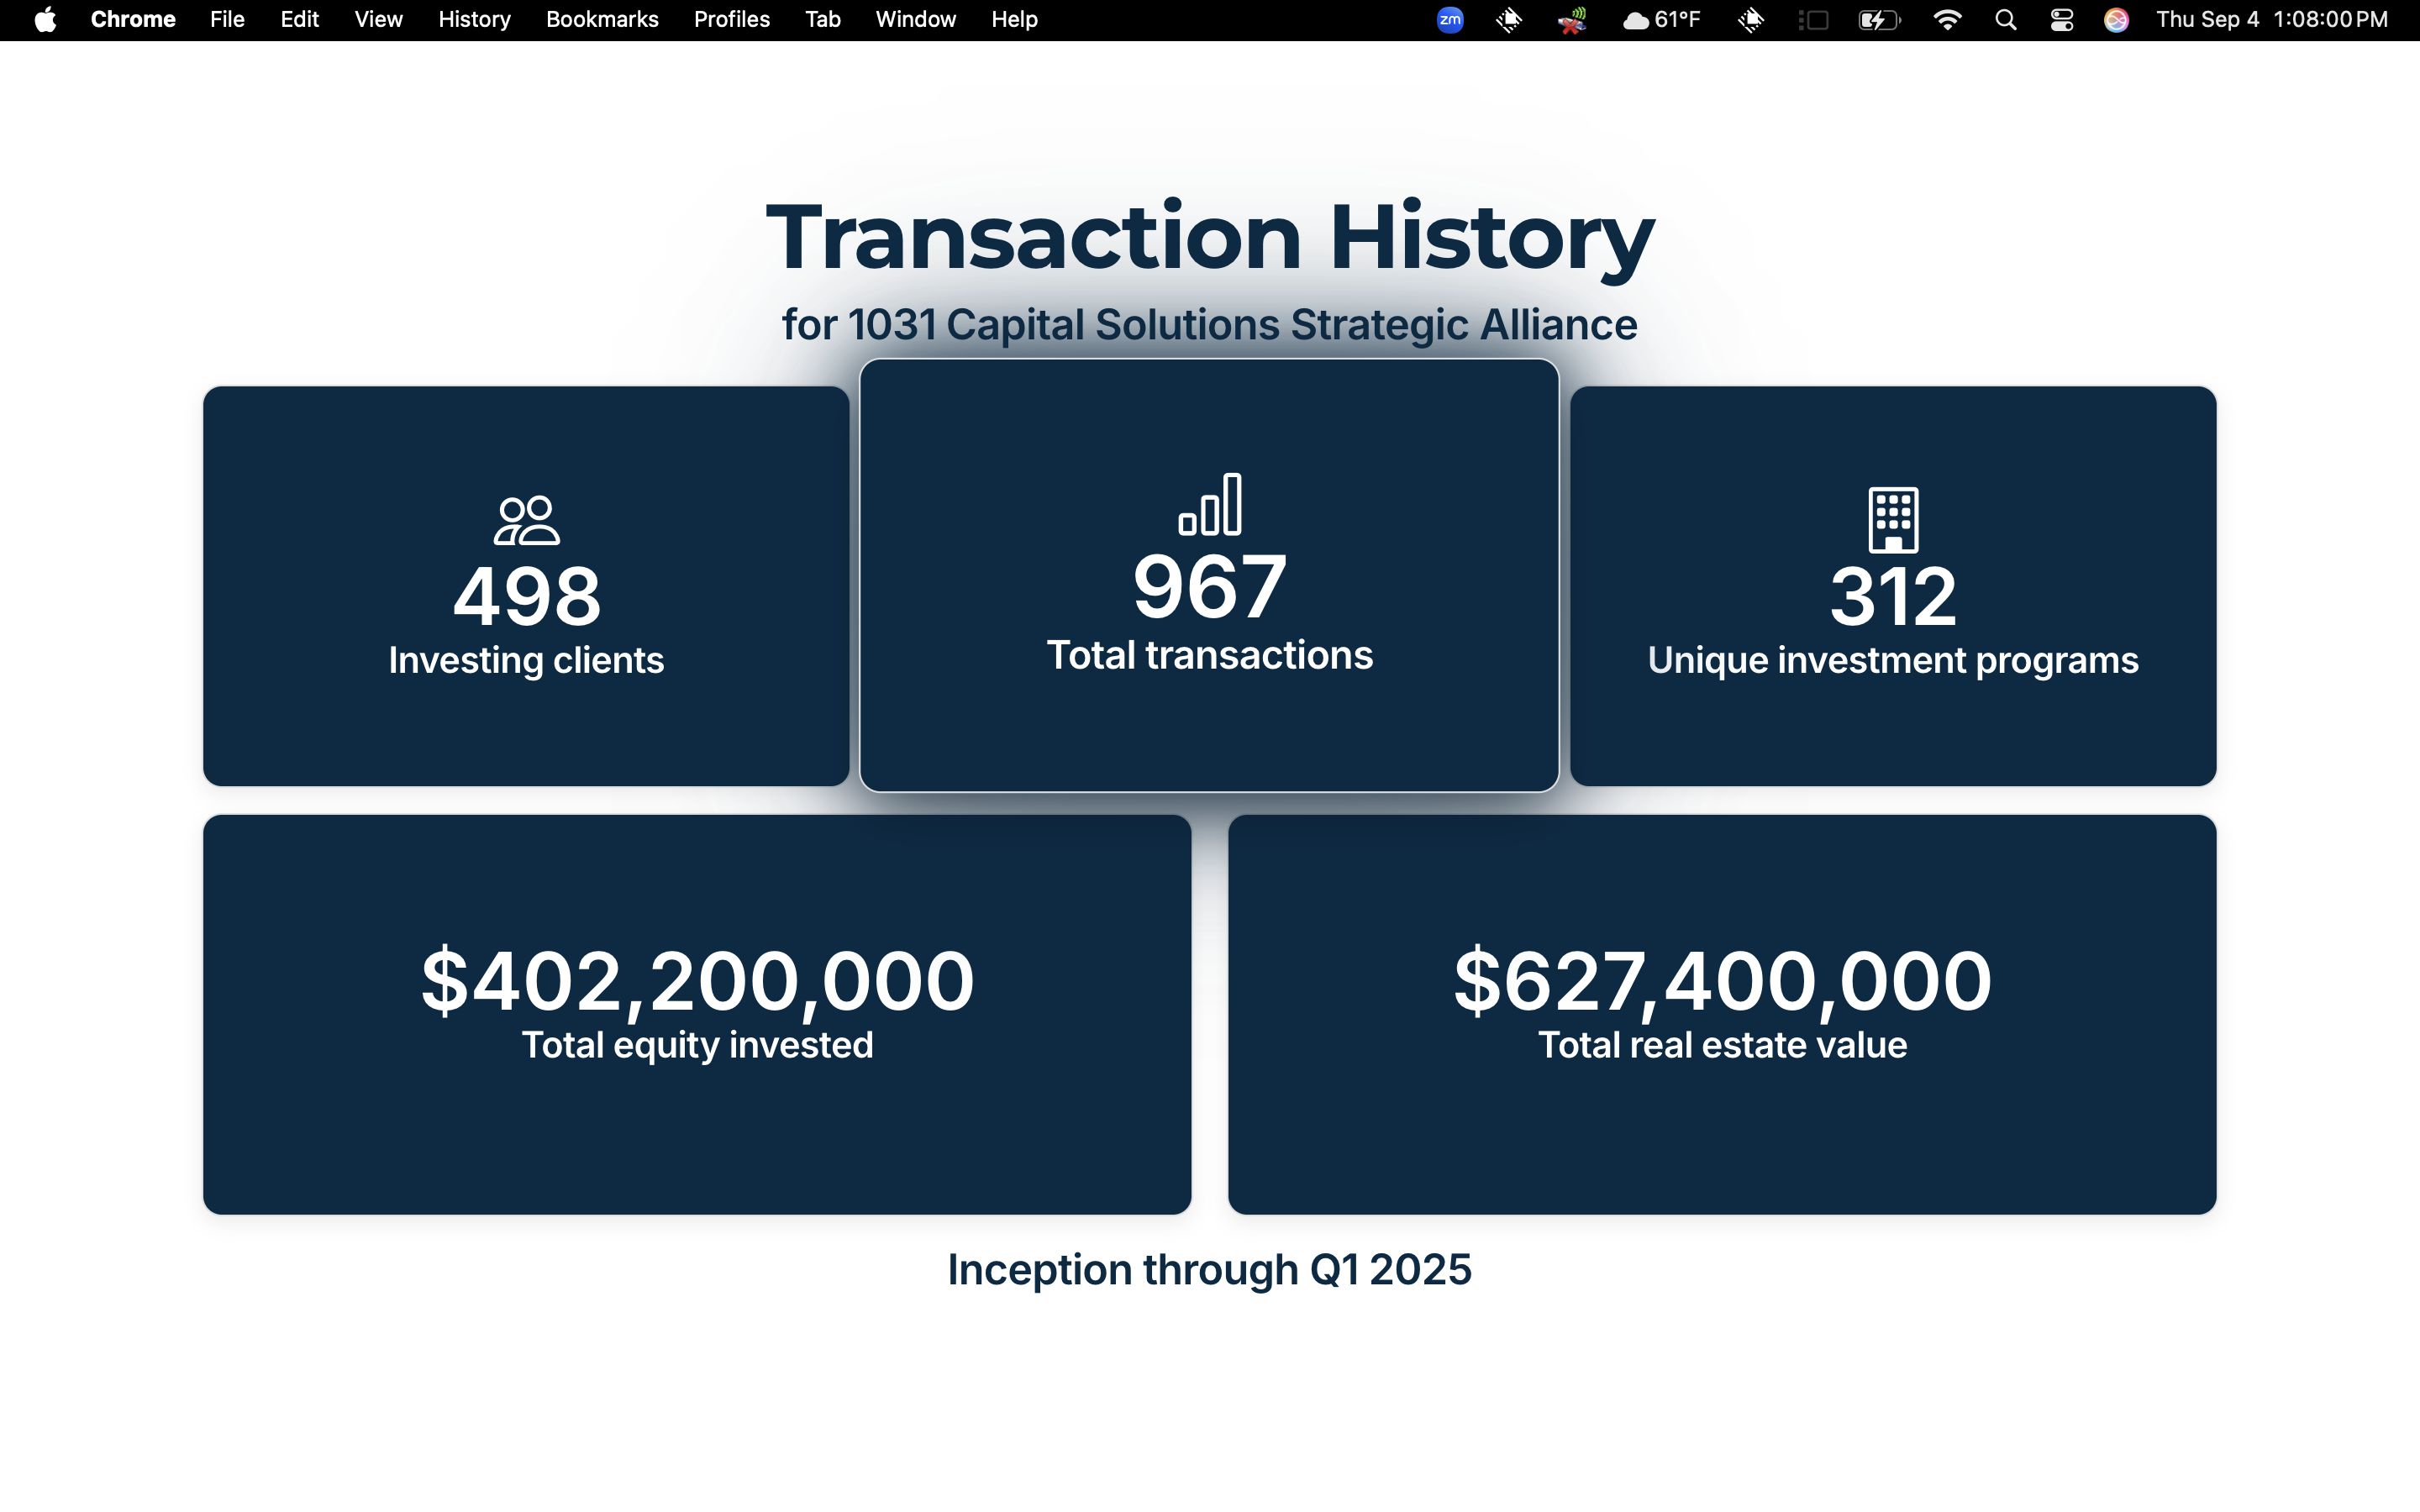 Chrome File Edit View History Bookmarks Profiles Tab Window Help zm 61°F Thu Sep 4 1:08:00 PM
Transaction History
for 1031 Capital Solutions Strategic Alliance
498
Investing clients
967
Total transactions
312
Unique investment programs
$402,200,000
Total equity invested
$627,400,000
Total real estate value
Inception through Q1 2025